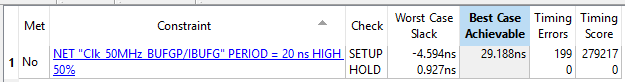 Met Constraint Check Worst Case Slack Best Case Achievable Timing Errors Timing Score
1 No NET "Clk_50MHz_BUFGP/IBUFG" PERIOD = 20 ns HIGH SETUP -4.594ns 29.188ns 199 279217
50% HOLD 0.927ns 0 0